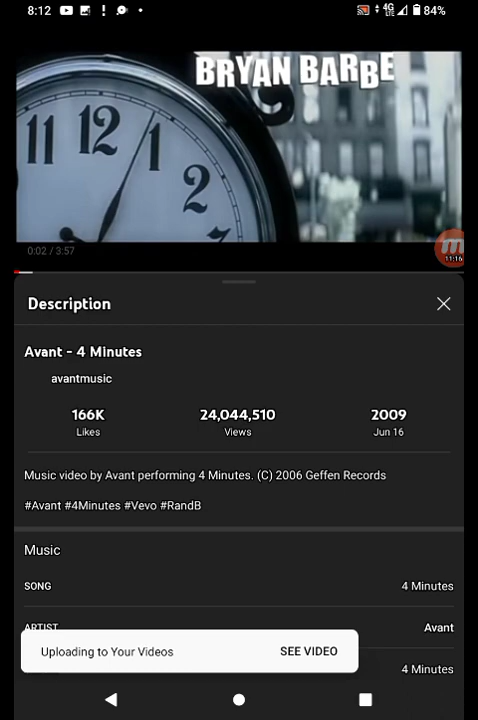 8:12
4G
LTE
84%
BRYAN BARBE
11
12
1
2
0:02 / 3:57
11:16
Description
Avant - 4 Minutes
avantmusic
166K
24,044,510
2009
Likes
Views
Jun 16
Music video by Avant performing 4 Minutes. (C) 2006 Geffen Records
#Avant #4Minutes #Vevo #RandB
Music
SONG
4 Minutes
ARTIST
Avant
Uploading to Your Videos
SEE VIDEO
4 Minutes